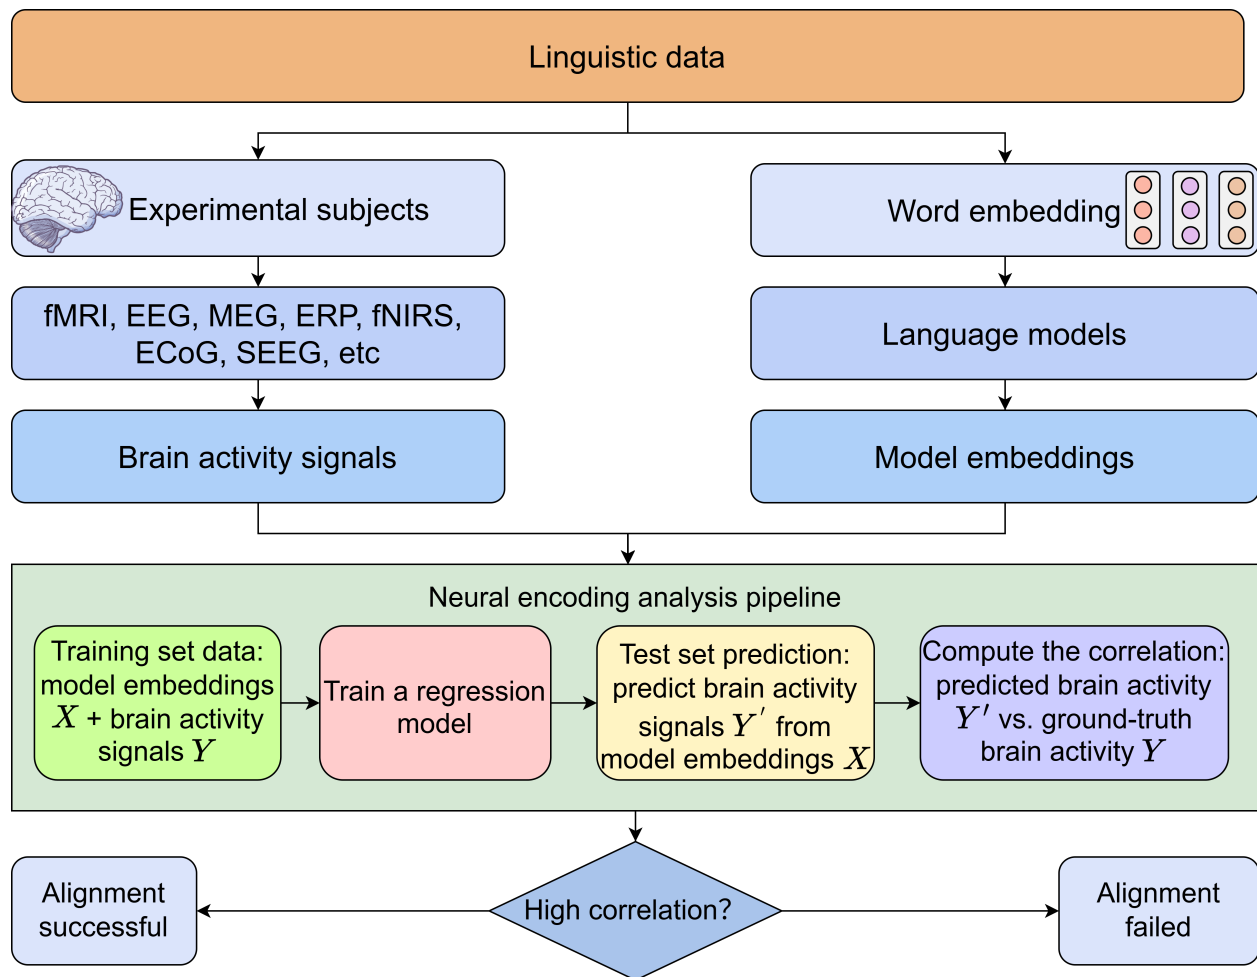 Linguistic data
Experimental subjects
Word embedding
fMRI, EEG, MEG, ERP, fNIRS,
ECoG, SEEG, etc
Language models
Brain activity signals
Model embeddings
Neural encoding analysis pipeline
Training set data:
model embeddings
X + brain activity
signals Y
Train a regression
model
Test set prediction:
predict brain activity
signals Y′ from
model embeddings X
Compute the correlation:
predicted brain activity
Y′ vs. ground-truth
brain activity Y
Alignment
successful
High correlation?
Alignment
failed